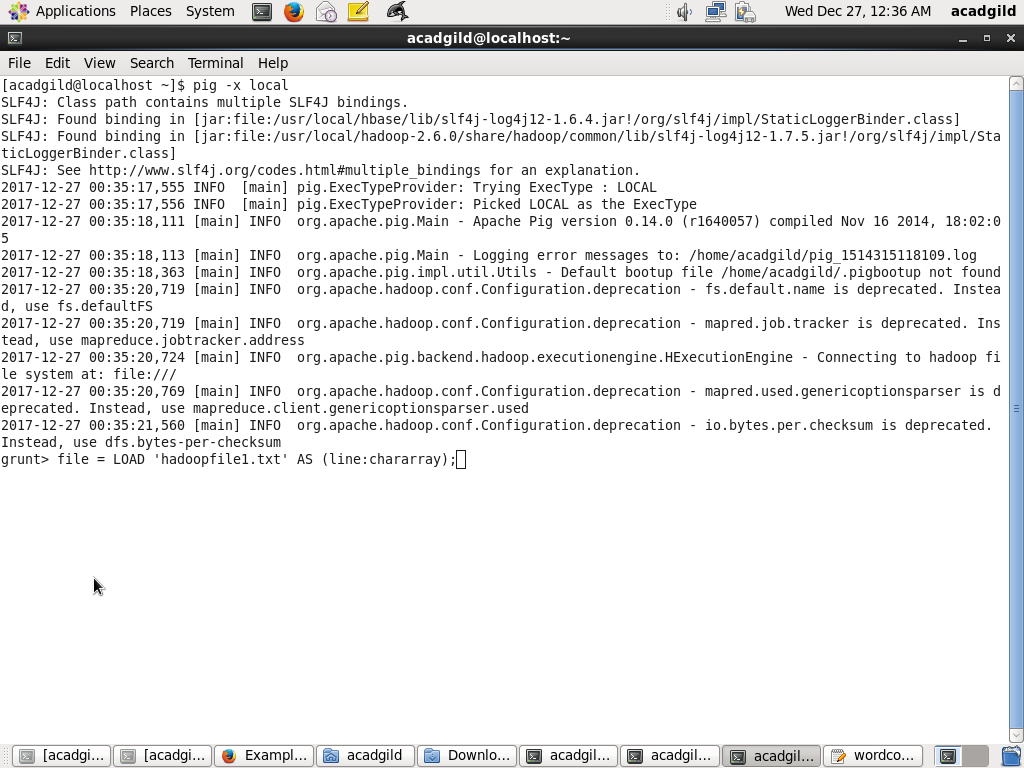 Applications Places System Wed Dec 27, 12:36 AM acadgild
acadgild@localhost:~
File Edit View Search Terminal Help
[acadgild@localhost ~]$ pig -x local
SLF4J: Class path contains multiple SLF4J bindings.
SLF4J: Found binding in [jar:file:/usr/local/hbase/lib/slf4j-log4j12-1.6.4.jar!/org/slf4j/impl/StaticLoggerBinder.class]
SLF4J: Found binding in [jar:file:/usr/local/hadoop-2.6.0/share/hadoop/common/lib/slf4j-log4j12-1.7.5.jar!/org/slf4j/impl/Sta
ticLoggerBinder.class]
SLF4J: See http://www.slf4j.org/codes.html#multiple_bindings for an explanation.
2017-12-27 00:35:17,555 INFO  [main] pig.ExecTypeProvider: Trying ExecType : LOCAL
2017-12-27 00:35:17,556 INFO  [main] pig.ExecTypeProvider: Picked LOCAL as the ExecType
2017-12-27 00:35:18,111 [main] INFO  org.apache.pig.Main - Apache Pig version 0.14.0 (r1640057) compiled Nov 16 2014, 18:02:0
5
2017-12-27 00:35:18,113 [main] INFO  org.apache.pig.Main - Logging error messages to: /home/acadgild/pig_1514315118109.log
2017-12-27 00:35:18,363 [main] INFO  org.apache.pig.impl.util.Utils - Default bootup file /home/acadgild/.pigbootup not found
2017-12-27 00:35:20,719 [main] INFO  org.apache.hadoop.conf.Configuration.deprecation - fs.default.name is deprecated. Instea
d, use fs.defaultFS
2017-12-27 00:35:20,719 [main] INFO  org.apache.hadoop.conf.Configuration.deprecation - mapred.job.tracker is deprecated. Ins
tead, use mapreduce.jobtracker.address
2017-12-27 00:35:20,724 [main] INFO  org.apache.pig.backend.hadoop.executionengine.HExecutionEngine - Connecting to hadoop fi
le system at: file:///
2017-12-27 00:35:20,769 [main] INFO  org.apache.hadoop.conf.Configuration.deprecation - mapred.used.genericoptionsparser is d
eprecated. Instead, use mapreduce.client.genericoptionsparser.used
2017-12-27 00:35:21,560 [main] INFO  org.apache.hadoop.conf.Configuration.deprecation - io.bytes.per.checksum is deprecated.
Instead, use dfs.bytes-per-checksum
grunt> file = LOAD 'hadoopfile1.txt' AS (line:chararray);
[acadgi... [acadgi... Exampl... acadgild Downlo... acadgil... acadgil... acadgil... wordco...